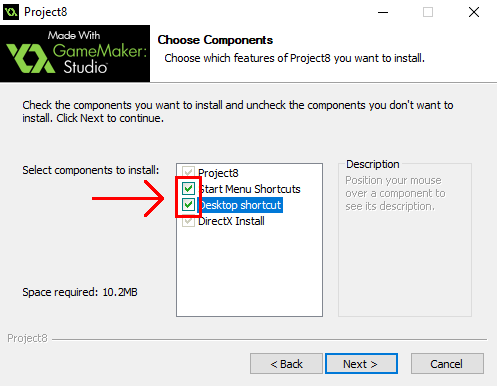 Project8
Made With
GameMaker:
Studio
Choose Components
Choose which features of Project8 you want to install.
Check the components you want to install and uncheck the components you don't want to
install. Click Next to continue.
Select components to install:
Project8
Start Menu Shortcuts
Desktop shortcut
DirectX Install
Description
Position your mouse
over a component to
see its description.
Space required: 10.2MB
Project8
< Back
Next >
Cancel